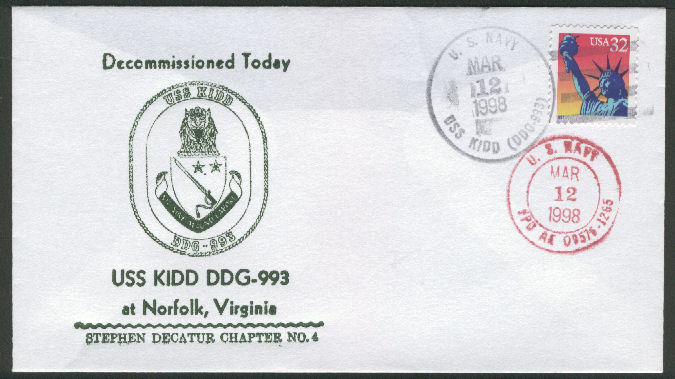 Decommissioned Today
USS KIDD
DDG-993
USS KIDD DDG-993
at Norfolk, Virginia
STEPHEN DECATUR CHAPTER NO. 4
U. S. NAVY
MAR
12
1998
USS KIDD (DDG-993)
USA 32
U. S. NAVY
MAR
12
1998
FPO AE 09576-1265